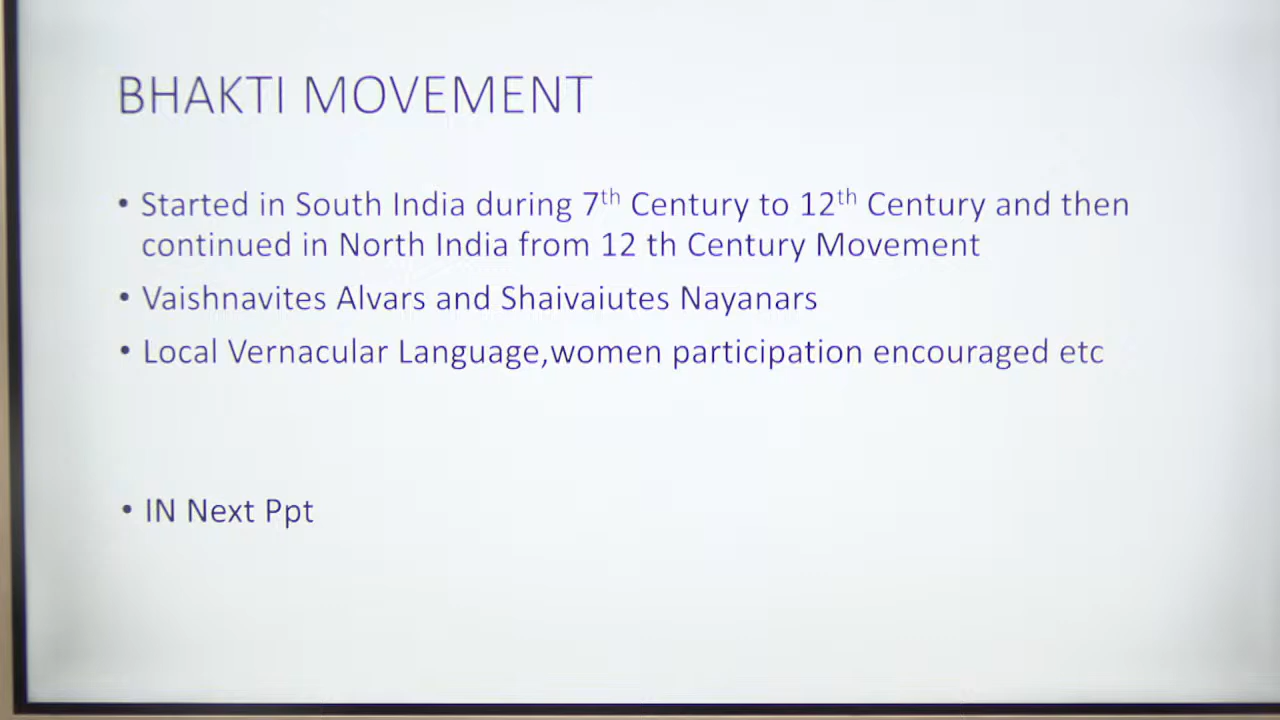 BHAKTI MOVEMENT
• Started in South India during 7th Century to 12th Century and then
continued in North India from 12 th Century Movement
• Vaishnavites Alvars and Shaivaiutes Nayanars
• Local Vernacular Language,women participation encouraged etc
• IN Next Ppt